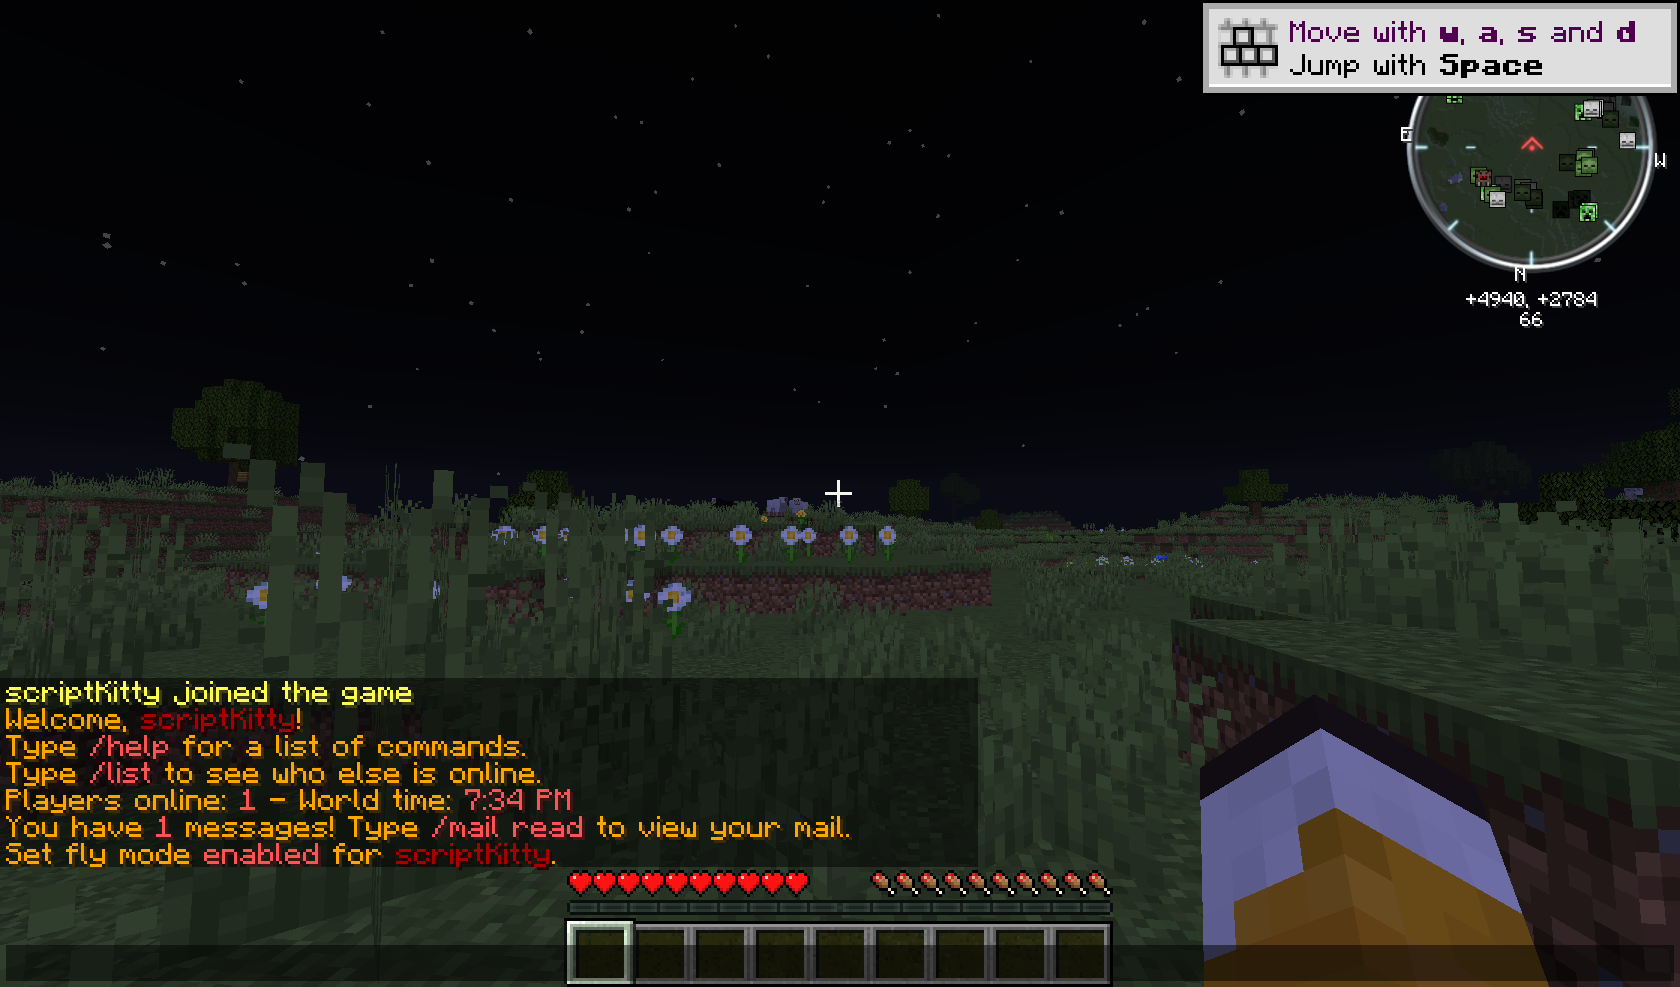 Move with w, a, s and d
Jump with Space
E
W
N
+4940, +2784
66
scriptKitty joined the game
Welcome, scriptKitty!
Type /help for a list of commands.
Type /list to see who else is online.
Players online: 1 - World time: 7:34 PM
You have 1 messages! Type /mail read to view your mail.
Set fly mode enabled for scriptKitty.